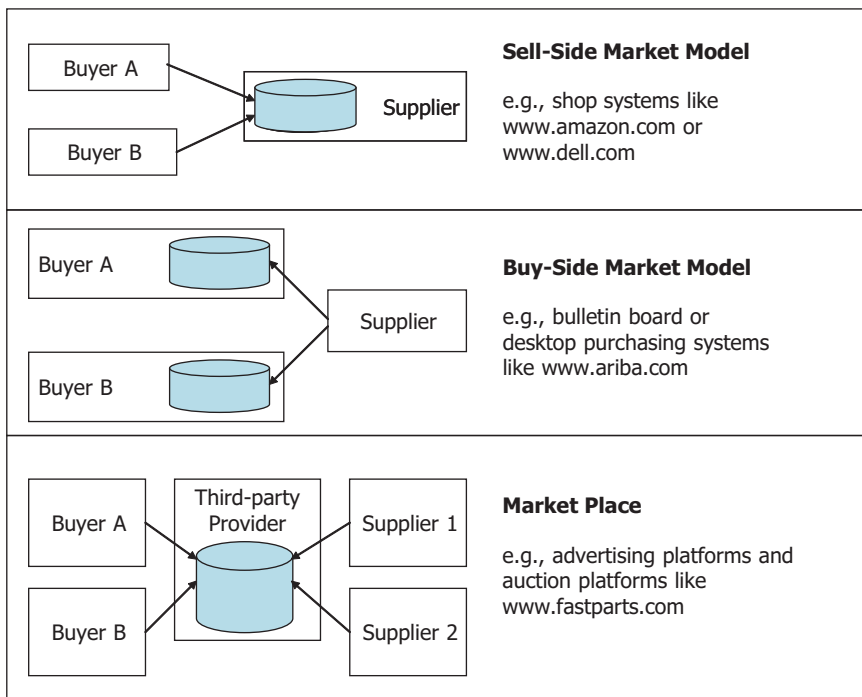 Buyer A
Buyer B
Supplier
Sell-Side Market Model
e.g., shop systems like
www.amazon.com or
www.dell.com
Buyer A
Buyer B
Supplier
Buy-Side Market Model
e.g., bulletin board or
desktop purchasing systems
like www.ariba.com
Buyer A
Buyer B
Third-party
Provider
Supplier 1
Supplier 2
Market Place
e.g., advertising platforms and
auction platforms like
www.fastparts.com